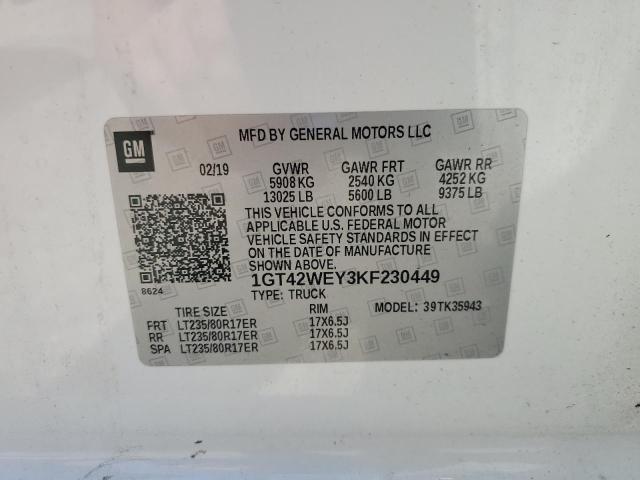 GM
MFD BY GENERAL MOTORS LLC
02/19 GVWR GAWR FRT GAWR RR
5908 KG 2540 KG 4252 KG
13025 LB 5600 LB 9375 LB
THIS VEHICLE CONFORMS TO ALL
APPLICABLE U.S. FEDERAL MOTOR
VEHICLE SAFETY STANDARDS IN EFFECT
ON THE DATE OF MANUFACTURE
SHOWN ABOVE.
8624
1GT42WEY3KF230449
TYPE: TRUCK
TIRE SIZE RIM MODEL: 39TK35943
FRT LT235/80R17ER 17X6.5J
RR LT235/80R17ER 17X6.5J
SPA LT235/80R17ER 17X6.5J